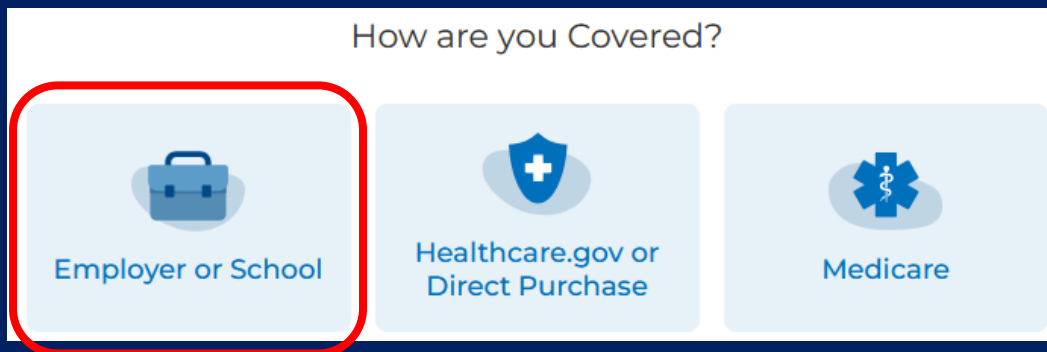 How are you Covered?
Employer or School
Healthcare.gov or
Direct Purchase
Medicare